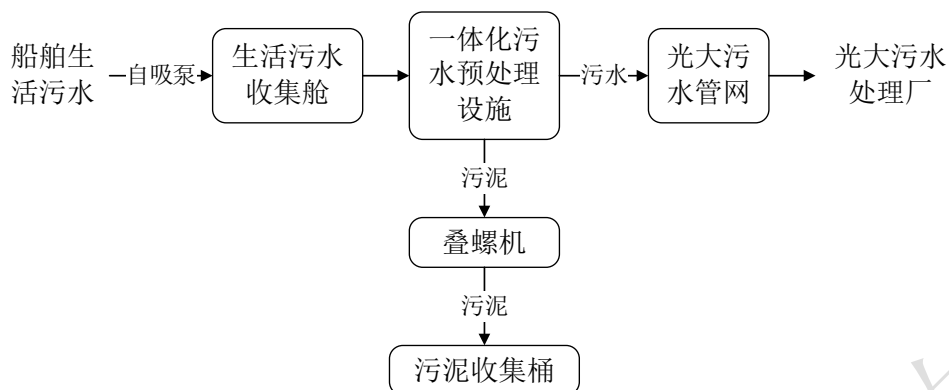 船舶生
活污水
自吸泵
生活污水
收集舱
一体化污
水预处理
设施
污水
光大污
水管网
光大污水
处理厂
污泥
叠螺机
污泥
污泥收集桶